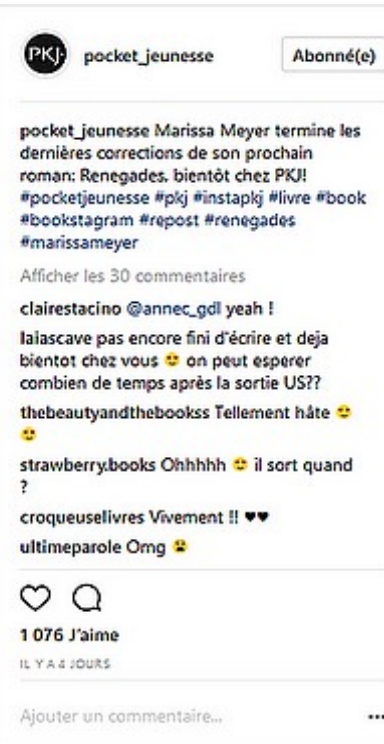 PKJ·
pocket_jeunesse
Abonné(e)
pocket_jeunesse Marissa Meyer termine les
dernières corrections de son prochain
roman: Renegades, bientôt chez PKJ!
#pocketjeunesse #pkj #instapkj #livre #book
#bookstagram #repost #renegades
#marissameyer
Afficher les 30 commentaires
clairestacino @annec_gdl yeah !
laiascave pas encore fini d'écrire et deja
bientot chez vous 😍 on peut esperer
combien de temps après la sortie US??
thebeautyandthebookss Tellement hâte 😍
😍
strawberry.books Ohhhhh 😍 il sort quand
?
croqueuselivres Vivement !! ♥♥
ultimeparole Omg 😫
1 076 J'aime
IL Y A 4 JOURS
Ajouter un commentaire...